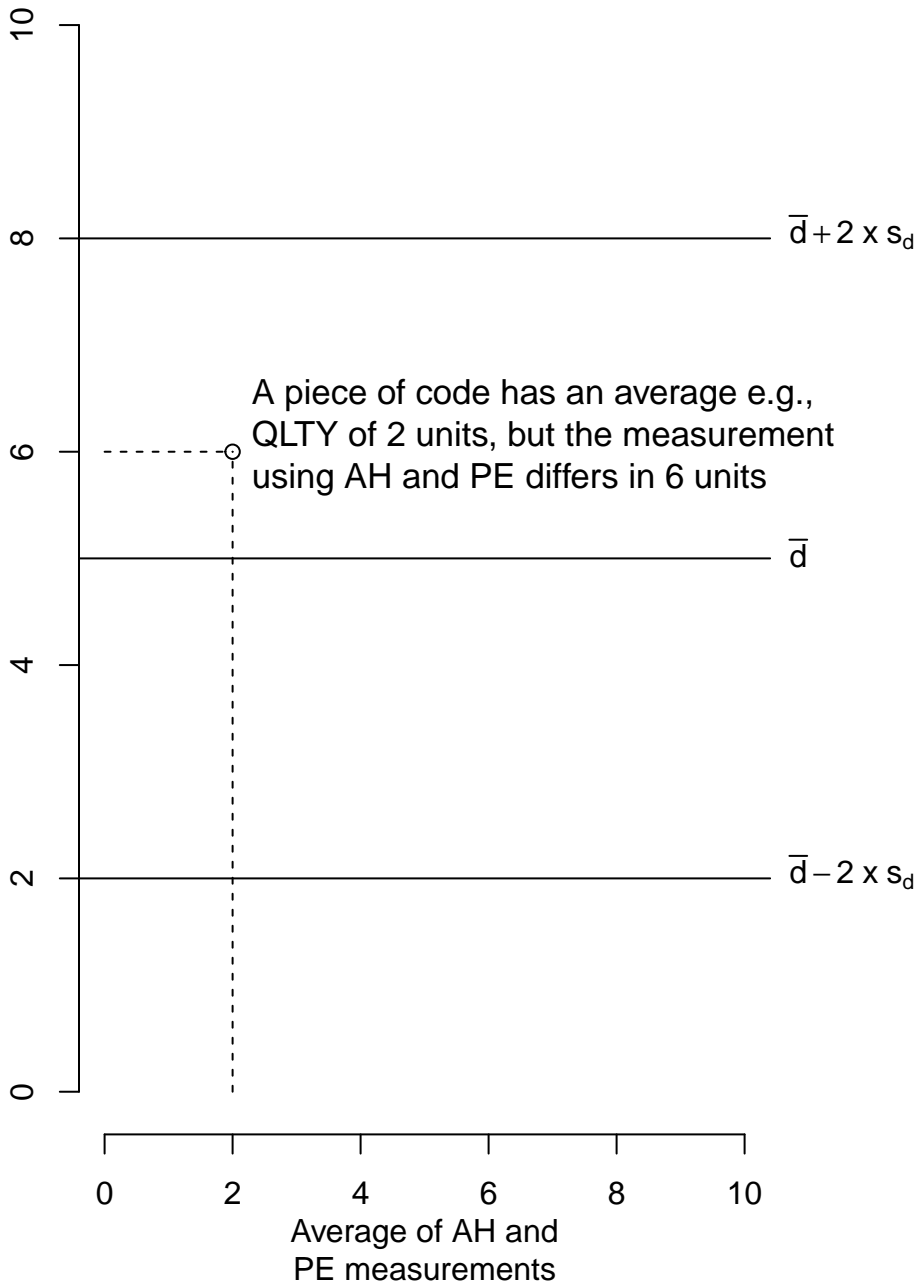 10
8
d̅+2 x s_d
A piece of code has an average e.g.,
QLTY of 2 units, but the measurement
using AH and PE differs in 6 units
6
d̅
4
2
d̅−2 x s_d
0
0 2 4 6 8 10
Average of AH and
PE measurements